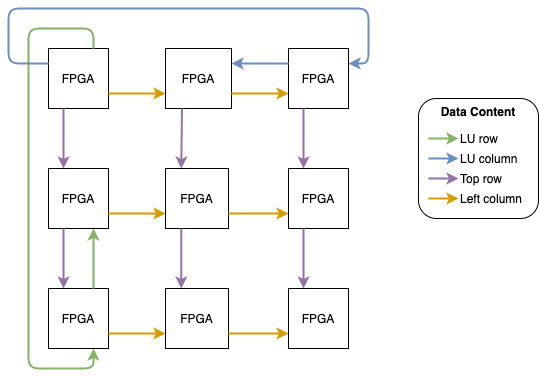 FPGA FPGA FPGA
Data Content
LU row
LU column
Top row
Left column
FPGA FPGA FPGA
FPGA FPGA FPGA